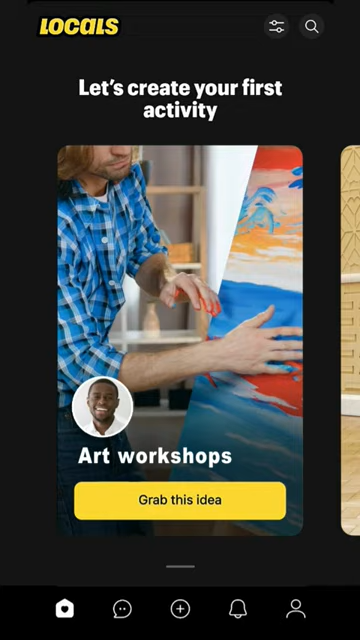 LOCALS
Let’s create your first
activity
Art workshops
Grab this idea